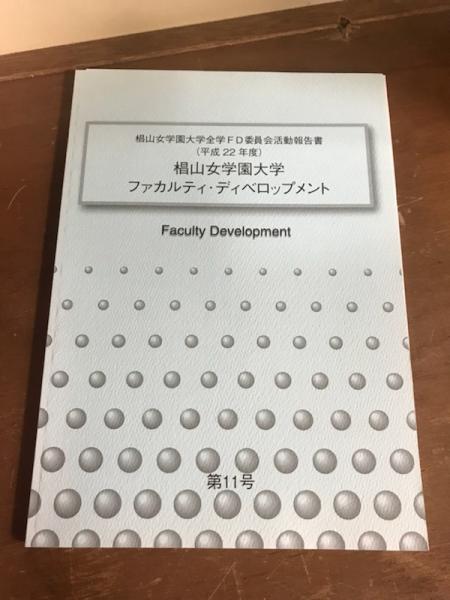 椙山女学園大学全学FD委員会活動報告書
(平成22年度)
椙山女学園大学
ファカルティ・ディベロップメント
Faculty Development
第11号